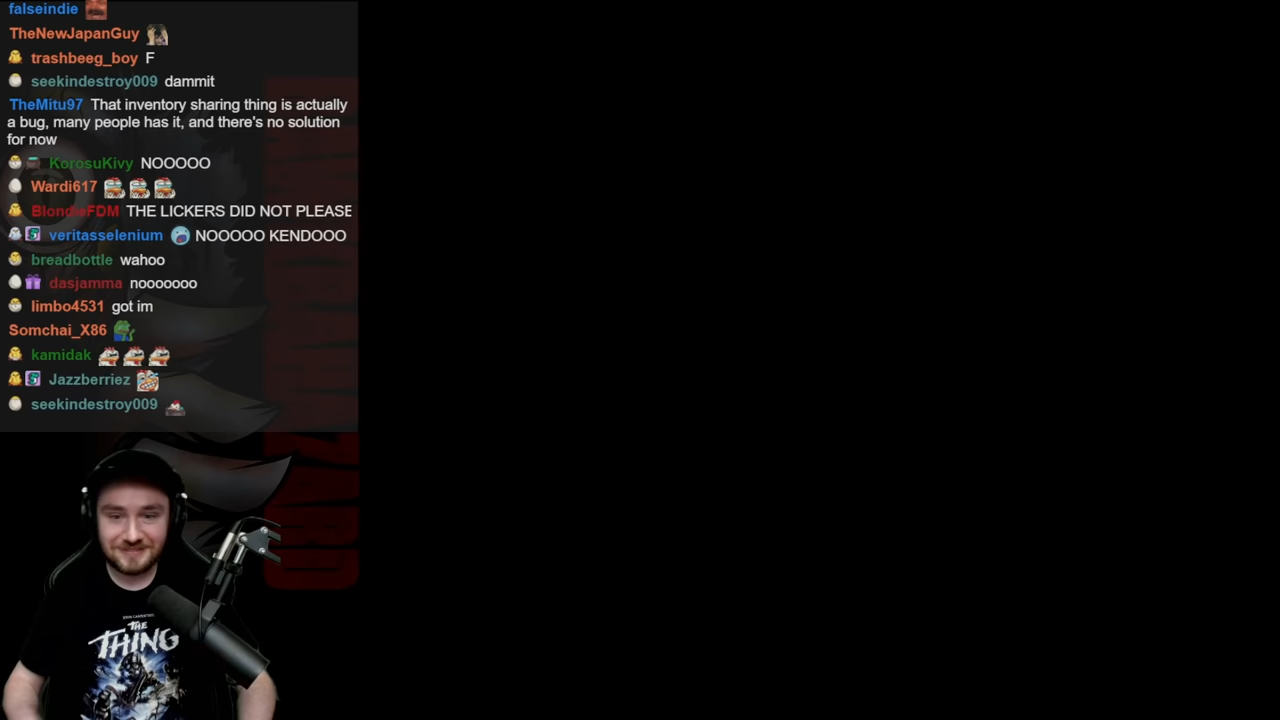 falseindie
TheNewJapanGuy
trashbeeg_boy F
seekindestroy009 dammit
TheMitu97 That inventory sharing thing is actually
a bug, many people has it, and there's no solution
for now
KorosuKivy NOOOOO
Wardi617
BlondieFDM THE LICKERS DID NOT PLEASE
veritasselenium NOOOOO KENDOOO
breadbottle wahoo
dasjamma nooooooo
limbo4531 got im
Somchai_X86
kamidak
Jazzberriez
seekindestroy009
THE
THING